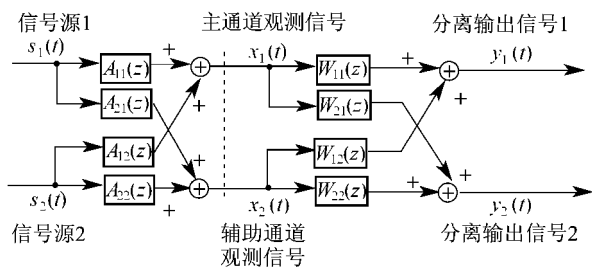 信号源1
主通道观测信号
分离输出信号1
s1(t)
x1(t)
y1(t)
A11(z)
+
W11(z)
+
A21(z)
+
W21(z)
+
A12(z)
+
W12(z)
+
A22(z)
+
W22(z)
+
s2(t)
x2(t)
y2(t)
信号源2
辅助通道
观测信号
分离输出信号2